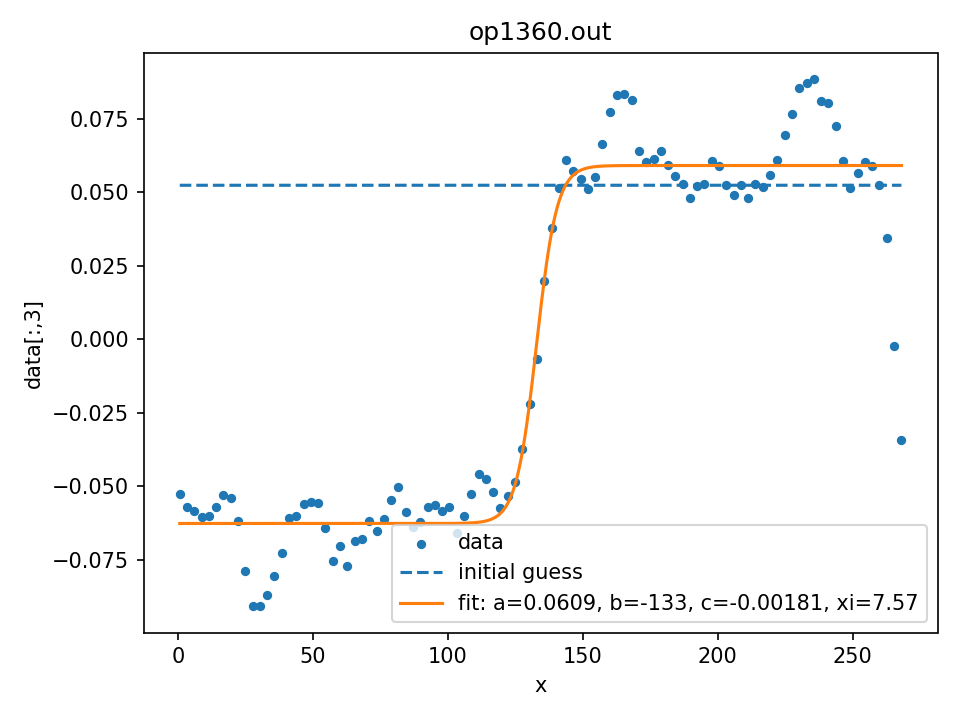 op1360.out
0.075
0.050
0.025
0.000
−0.025
−0.050
−0.075
data[:,3]
data
initial guess
fit: a=0.0609, b=-133, c=-0.00181, xi=7.57
0 50 100 150 200 250
x